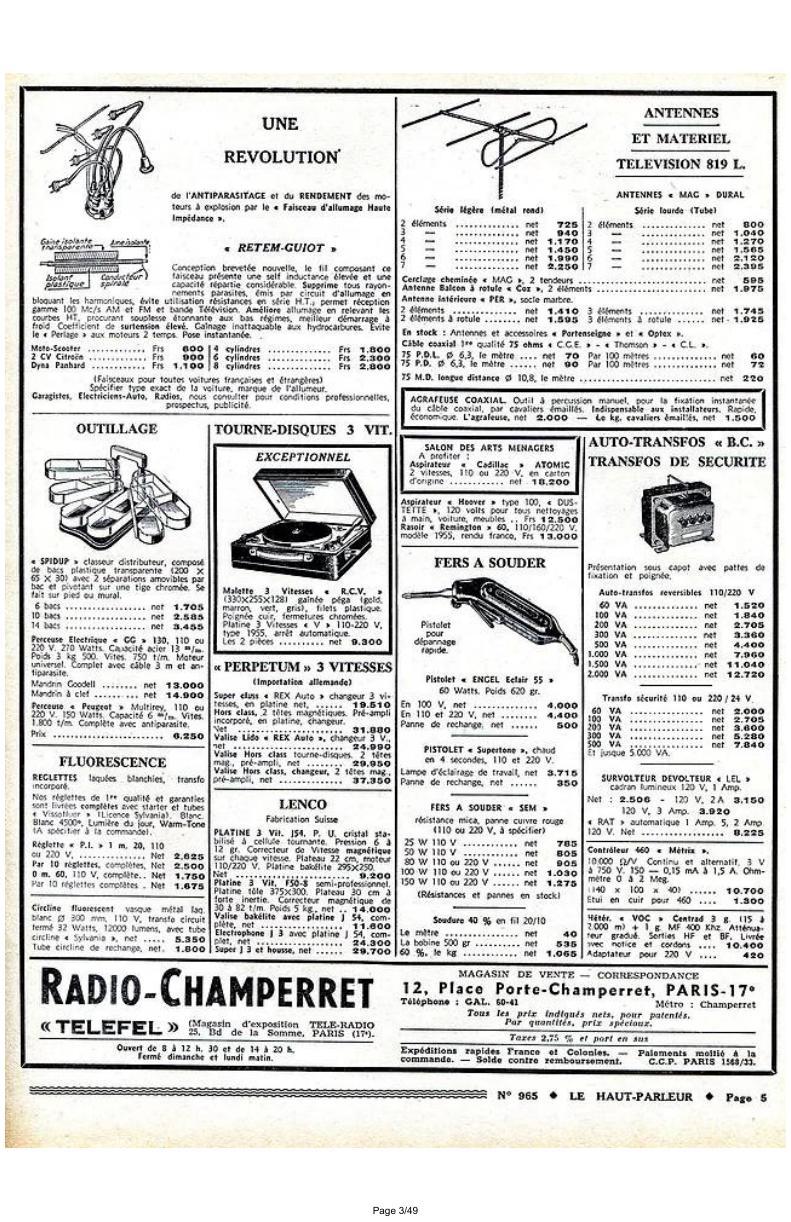 UNE
REVOLUTION
de l'ANTIPARASITAGE et du RENDEMENT des mo-
teurs à explosion par le « Faisceau d'allumage Haute
Impédance ».
« RETEM-GUIOT »
Gaine isolante
transparente
Ame isolante
Isolant
plastique
Conducteur
spirale
Conception brevetée nouvelle, le fil composant ce
faisceau présente une self inductance élevée et une
capacité répartie considérable. Supprime tous rayon-
nements parasites, émis par circuit d'allumage en
bloquant les harmoniques, évite utilisation résistances en série H.T.; permet réception
gamme 100 Mc/s AM et FM et bande Télévision. Améliore allumage en relevant les
courbes HT, procurant souplesse étonnante aux bas régimes, meilleur démarrage à
froid Coefficient de surtension élevé. Gaînage inattaquable aux hydrocarbures. Evite
le « Perlage » aux moteurs 2 temps. Pose instantanée.
Moto-Scooter ............ Frs 600 | 4 cylindres .............. Frs 1.800
2 CV Citroën ............ Frs 900 | 6 cylindres .............. Frs 2.300
Dyna Panhard ............ Frs 1.100 | 8 cylindres .............. Frs 2.800
(Faisceaux pour toutes voitures françaises et étrangères)
Spécifier type exact de la voiture, marque de l'allumeur.
Garagistes, Electriciens-Auto, Radios, nous consulter pour conditions professionnelles,
prospectus, publicité.
ANTENNES
ET MATERIEL
TELEVISION 819 L.
ANTENNES « MAG » DURAL
Série légère (métal rond)
2 éléments .............. net 725
3 — .............. net 940
4 — .............. net 1.170
5 — .............. net 1.450
6 — .............. net 1.990
7 — .............. net 2.250
Série lourde (Tube)
2 éléments .............. net 800
3 — .............. net 1.040
4 — .............. net 1.270
5 — .............. net 1.565
6 — .............. net 2.120
7 — .............. net 2.395
Cerclage cheminée « MAG », 2 tendeurs .............. net 595
Antenne Balcon à rotule « Coz », 2 éléments .............. net 1.975
Antenne intérieure « PER », socle marbre.
2 éléments .............. net 1.410 3 éléments .............. net 1.745
2 éléments à rotule .... net 1.595 3 éléments à rotule .... net 1.925
En stock : Antennes et accessoires « Portenseigne » et « Optex ».
Câble coaxial 1re qualité 75 ohms « C.G.E. » - « Thomson » - « C.L. ».
75 P.D.L. Ø 6,3, le mètre .... net 70 Par 100 mètres .......... net 60
75 P.D. Ø 6,3, le mètre ...... net 90 Par 100 mètres .......... net 72
75 M.D. longue distance Ø 10,8, le mètre .............. net 220
AGRAFEUSE COAXIAL. Outil à percussion manuel, pour la fixation instantanée
du câble coaxial, par cavaliers émaillés. Indispensable aux installateurs. Rapide,
économique. L'agrafeuse, net 2.000 — Le kg. cavaliers émaillés, net 1.500
OUTILLAGE
« SPIDUP » classeur distributeur, composé
de bacs plastique transparente (200 X
65 X 30) avec 2 séparations amovibles par
bac et pivotant sur une tige chromée. Se
fait sur pied ou mural.
6 bacs .............. net 1.705
10 bacs .............. net 2.585
14 bacs .............. net 3.455
Perceuse Electrique « GG » 130, 110 ou
220 V. 270 Watts. Capacité acier 13 m/m.
Poids 3 kg 500. Vites. 750 t/m. Moteur
universel. Complet avec câble 3 m et an-
tiparasite.
Mandrin Goodell .......... net 13.000
Mandrin à clef .......... net 14.900
Perceuse « Peugeot » Multirey, 110 ou
220 V. 150 Watts. Capacité 6 m/m. Vites.
1.800 t/m. Complète avec antiparasite.
Prix .............. 6.250
FLUORESCENCE
REGLETTES laquées blanchies, transfo
incorporé.
Nos réglettes de 1re qualité et garanties
sont livrées complètes avec starter et tubes
« Vissotluer » (Licence Sylvania). Blanc.
Blanc 4500°, Lumière du jour, Warm-Tone
(A spécifier à la commande).
Réglette « P.I. » 1 m, 20, 110
ou 220, V. .............. Net 2,625
Par 10 réglettes, complètes, Net 2.500
0 m. 60, 110 V, complète.. Net 1.750
Par 10 réglettes complètes . Net 1.675
Circline fluorescent vasque métal laq.
blanc Ø 300 mm, 110 V, transfo circuit
fermé 32 Watts, 12000 lumens, avec tube
circline « Sylvania », net ..... 5.350
Tube circline de rechange, net. 1.800
TOURNE-DISQUES 3 VIT.
EXCEPTIONNEL
Malette 3 Vitesses « R.C.V. »
(330X255X128) gaînée péga (gold,
marron, vert, gris), filets plastique.
Poignée cuir, fermetures chromées.
Platine 3 Vitesses « V » 110-220 V,
type 1955, arrêt automatique.
Les 2 pièces ........ net 9.300
« PERPETUM » 3 VITESSES
(Importation allemande)
Super class « REX Auto » changeur 3 vi-
tesses, en platine net, ....... 19.510
Hors class, 2 têtes magnétiques. Pré-ampli
incorporé, en platine, changeur.
Net .............. 31.880
Valise Lido « REX Auto », changeur 3 V.,
net .............. 24.990
Valise Hors class tourne-disques, 2 têtes
mag., pré-ampli, net .......... 29.950
Valise Hors class, changeur, 2 têtes mag.,
pré-ampli, net .......... 37.350
LENCO
Fabrication Suisse
PLATINE 3 Vit. J54, P. U. cristal sta-
bilisé à cellule tournante. Pression 6 à
12 gr. Correcteur de Vitesse magnétique
sur chaque vitesse. Plateau 22 cm, moteur
110/220 V. Platine bakélite 295X250.
Net .............. 9.200
Platine 3 Vit. F50-8 semi-professionnel.
Platine tôle 375X300. Plateau 30 cm à
forte inertie. Correcteur magnétique de
30 à 82 t/m. Poids 5 kg., net .. 14.000
Valise bakélite avec platine J 54, com-
plète, net .............. 11.600
Electrophone J 3 avec platine J 54, com-
plet, net .............. 24.300
Super J 3 et housse, net ...... 29.700
SALON DES ARTS MENAGERS
A profiter :
Aspirateur « Cadillac » ATOMIC
2 vitesses, 110 ou 220 V, en carton
d'origine .............. net 18.200
Aspirateur « Hoover » type 100, « DUS-
TETTE », 120 volts pour tous nettoyages
à main, voiture, meubles .. Frs 12.500
Rasoir « Remington » 60, 110/160/220 V,
modèle 1955, rendu franco, Frs 13.000
FERS A SOUDER
Pistolet
pour
dépannage
rapide.
Pistolet « ENGEL Eclair 55 »
60 Watts. Poids 620 gr.
En 100 V, net .............. 4.000
En 110 et 220 V, net ........ 4.400
Panne de rechange, net ...... 500
PISTOLET « Supertone », chaud
en 4 secondes, 110 et 220 V.
Lampe d'éclairage de travail, net 3.715
Panne de rechange, net ...... 350
FERS A SOUDER « SEM »
résistance mica, panne cuivre rouge
(110 ou 220 V, à spécifier)
25 W 110 V .............. net 785
50 W 110 V .............. net 805
80 W 110 ou 220 V ........ net 905
100 W 110 ou 220 V ...... net 1.030
150 W 110 ou 220 V ...... net 1.275
(Résistances et pannes en stock)
Soudure 40 % en fil 20/10
Le mètre .............. net 40
La bobine 500 gr .......... net 535
60 %, le kg .............. net 1.065
AUTO-TRANSFOS « B.C. »
TRANSFOS DE SECURITE
Présentation sous capot avec pattes de
fixation et poignée.
Auto-transfos reversibles 110/220 V
60 VA .............. net 1.520
100 VA .............. net 1.840
200 VA .............. net 2.705
300 VA .............. net 3.360
500 VA .............. net 4.400
1.000 VA .............. net 7.960
1.500 VA .............. net 11.040
2.000 VA .............. net 12.720
Transfo sécurité 110 ou 220/24 V.
60 VA .............. net 2.000
100 VA .............. net 2.705
200 VA .............. net 3.600
300 VA .............. net 5.280
500 VA .............. net 7.840
Et jusque 5.000 VA.
SURVOLTEUR DEVOLTEUR « LEL »
cadran lumineux 120 V, 1 Amp.
Net : 2.506 - 120 V, 2 A 3.150
120 V, 3 Amp. 3.920
« RAT » automatique 1 Amp. 5, 2 Amp.
120 V. Net .............. 8.225
Contrôleur 460 « Métrix ».
10.000 Ω/V Continu et alternatif, 3 V
à 750 V. 150 — 0,15 mA à 1,5 A. Ohm-
mètre 0 à 2 Meg.
(140 x 100 x 40) ........ 10.700
Etui en cuir pour 460 ...... 1.300
Hétér. « VOC » Centrad 3 g. (15 à
2.000 m) + 1 g. MF 400 Khz. Atténua-
teur gradué. Sorties HF et BF. Livrée
avec notice et cordons ...... 10.400
Adaptateur pour 220 V .... 420
RADIO-CHAMPERRET
« TELEFEL » (Magasin d'exposition TELE-RADIO
25, Bd de la Somme, PARIS (17e).
Ouvert de 8 à 12 h. 30 et de 14 à 20 h.
Fermé dimanche et lundi matin.
MAGASIN DE VENTE — CORRESPONDANCE
12, Place Porte-Champerret, PARIS-17e
Téléphone : GAL. 60-41 Métro : Champerret
Tous les prix indiqués nets, pour patentés.
Par quantités, prix spéciaux.
Taxes 2,75 % et port en sus
Expéditions rapides France et Colonies. — Paiements moitié à la
commande. — Solde contre remboursement. C.C.P. PARIS 1568/33.
N° 965 ◆ LE HAUT-PARLEUR ◆ Page 5
Page 3/49